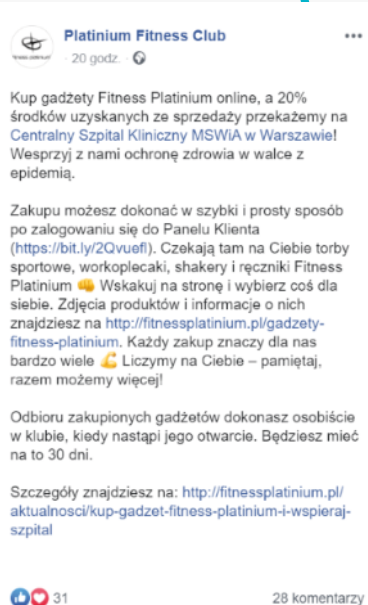 Platinium Fitness Club
20 godz.
Kup gadżety Fitness Platinium online, a 20%
środków uzyskanych ze sprzedaży przekażemy na
Centralny Szpital Kliniczny MSWiA w Warszawie!
Wesprzyj z nami ochronę zdrowia w walce z
epidemią.
Zakupu możesz dokonać w szybki i prosty sposób
po zalogowaniu się do Panelu Klienta
(https://bit.ly/2Qvuefl). Czekają tam na Ciebie torby
sportowe, workoplecaki, shakery i ręczniki Fitness
Platinium 👊 Wskakuj na stronę i wybierz coś dla
siebie. Zdjęcia produktów i informacje o nich
znajdziesz na http://fitnessplatinium.pl/gadzety-
fitness-platinium. Każdy zakup znaczy dla nas
bardzo wiele 💪 Liczymy na Ciebie – pamiętaj,
razem możemy więcej!
Odbioru zakupionych gadżetów dokonasz osobiście
w klubie, kiedy nastąpi jego otwarcie. Będziesz mieć
na to 30 dni.
Szczegóły znajdziesz na: http://fitnessplatinium.pl/
aktualnosci/kup-gadzet-fitness-platinium-i-wspieraj-
szpital
31
28 komentarzy